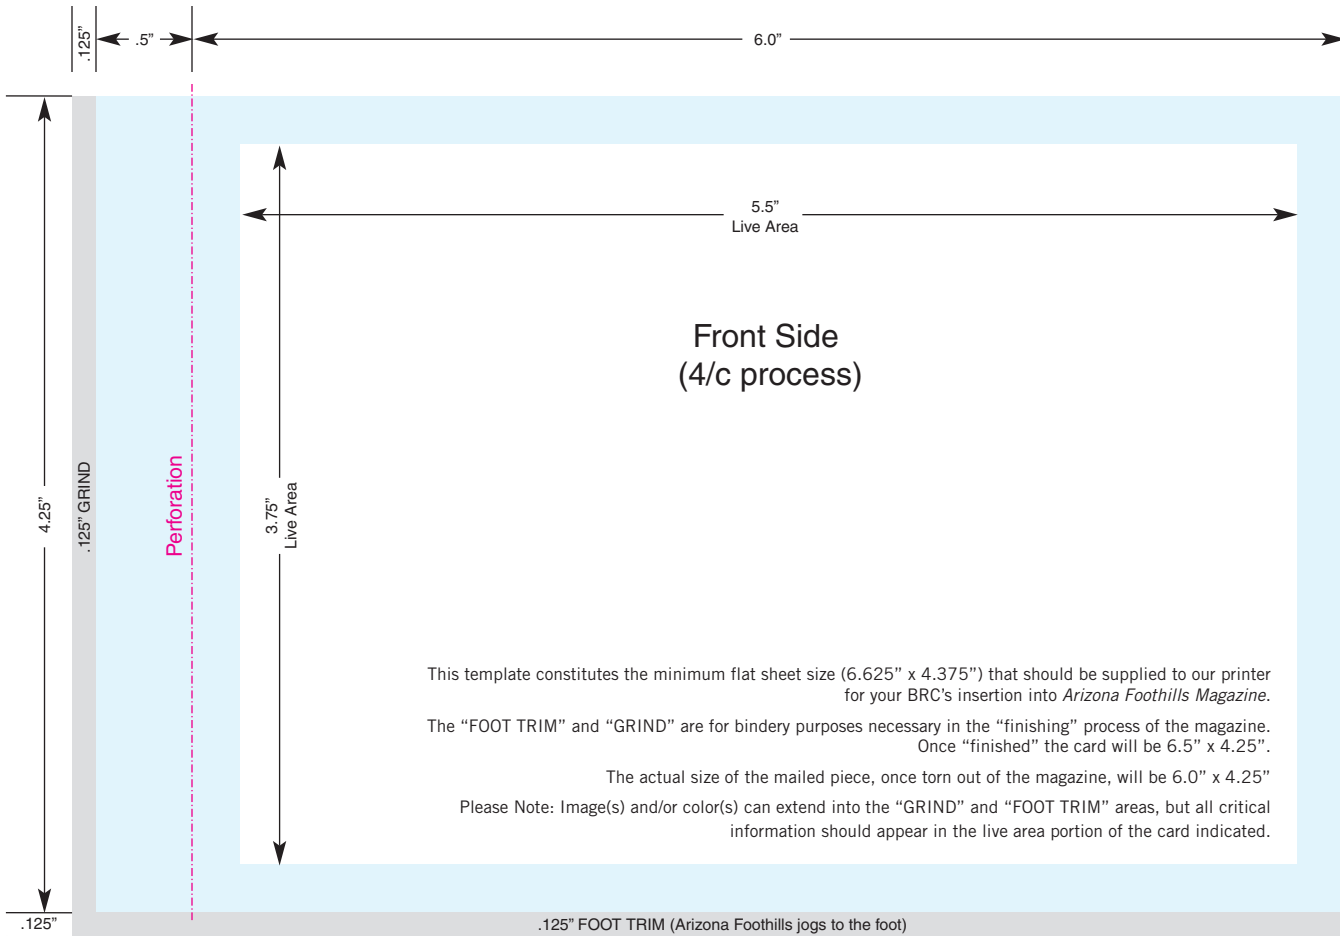 .125”
.5”
6.0”
5.5”
Live Area
Front Side
(4/c process)
4.25”
.125” GRIND
Perforation
3.75”
Live Area
This template constitutes the minimum flat sheet size (6.625” x 4.375”) that should be supplied to our printer
for your BRC’s insertion into Arizona Foothills Magazine.
The “FOOT TRIM” and “GRIND” are for bindery purposes necessary in the “finishing” process of the magazine.
Once “finished” the card will be 6.5” x 4.25”.
The actual size of the mailed piece, once torn out of the magazine, will be 6.0” x 4.25”
Please Note: Image(s) and/or color(s) can extend into the “GRIND” and “FOOT TRIM” areas, but all critical
information should appear in the live area portion of the card indicated.
.125”
.125” FOOT TRIM (Arizona Foothills jogs to the foot)